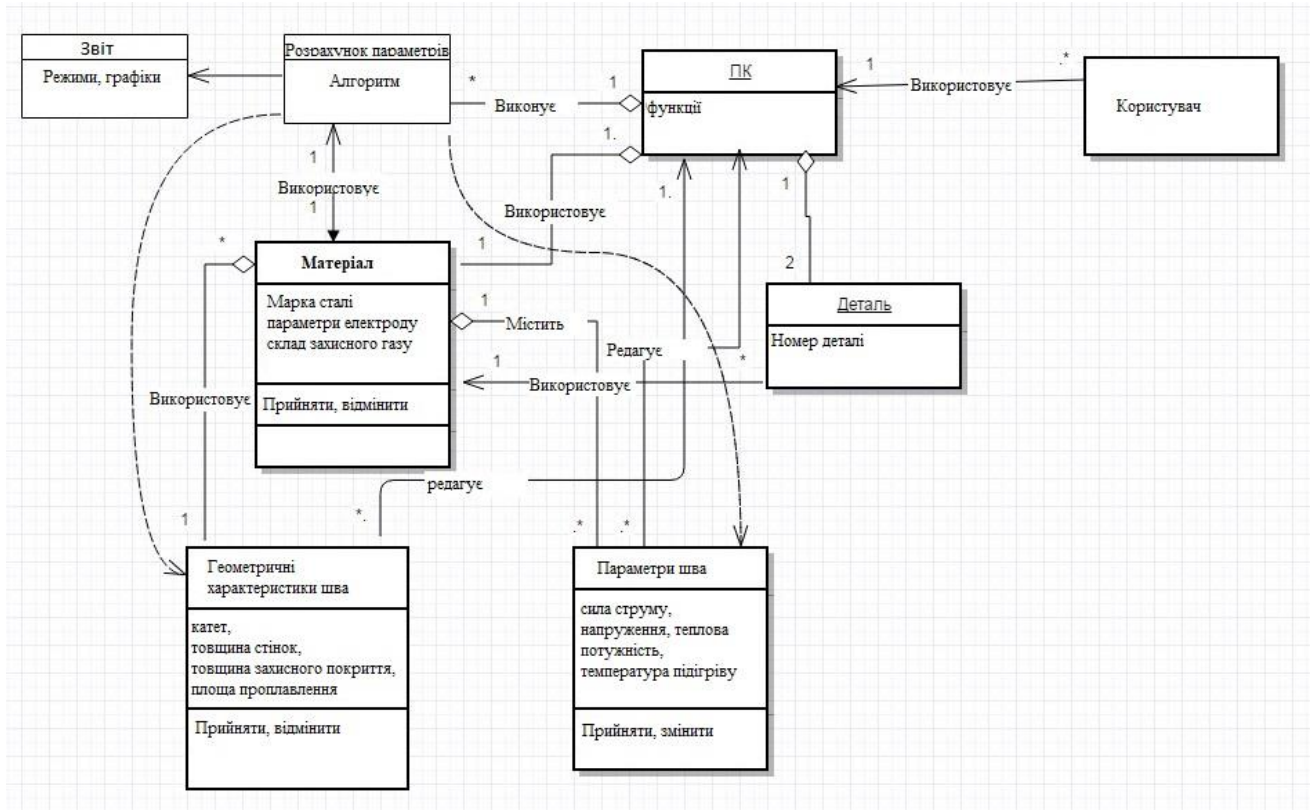 Звіт
Режими, графіки
Розрахунок параметрів
Алгоритм
*
Виконує
1
ПК
функції
1
Використовує
.*
Користувач
1.
1
Використовує
1
Використовує
1
1.
1
2
*
Матеріал
Марка сталі
параметри електроду
склад захисного газу
Прийняти, відмінити
1
Містить
Редагує
*
1
Використовує
Деталь
Номер деталі
Використовує
редагує
1
*.
.*
.*
Геометричні
характеристики шва
катет,
товщина стінок,
товщина захисного покриття,
площа проплавлення
Прийняти, відмінити
Параметри шва
сила струму,
напруження, теплова
потужність,
температура підігріву
Прийняти, змінити